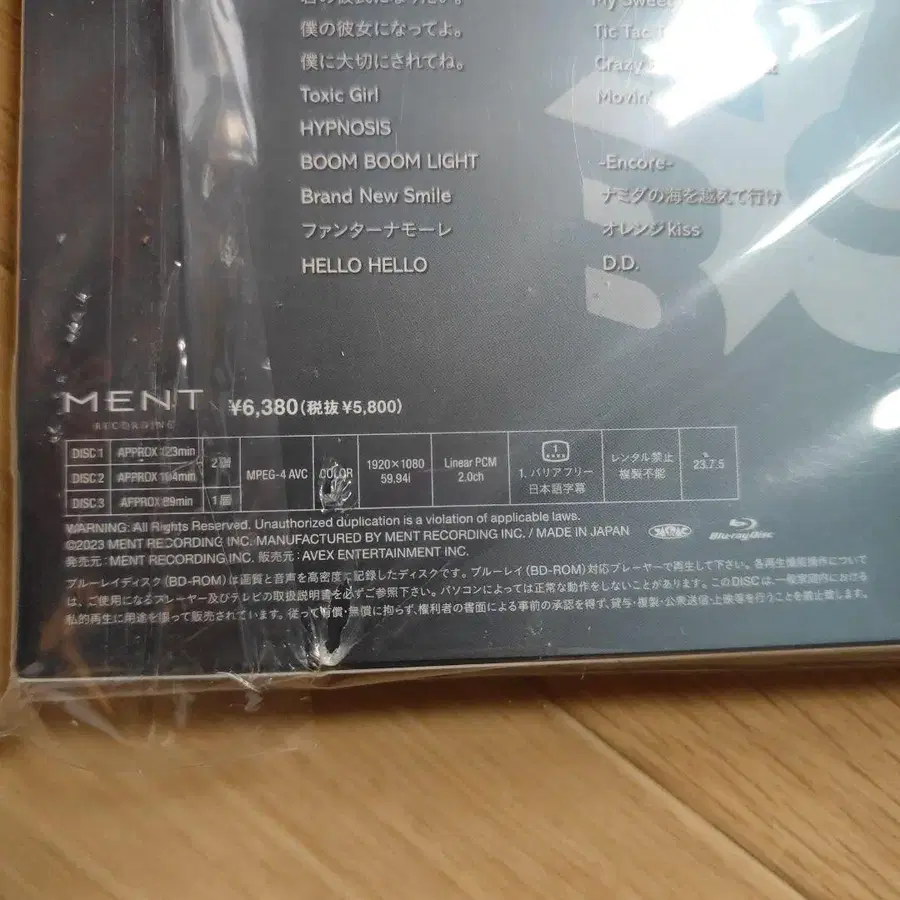 僕の彼女になってよ。
僕に大切にされてね。
Toxic Girl
HYPNOSIS
BOOM BOOM LIGHT
Brand New Smile
ファンターナモーレ
HELLO HELLO
My Sweet
Tic Tac
Crazy
Movin'
-Encore-
ナミダの海を越えて行け
オレンジkiss
D.D.
MENT
RECORDING
¥6,380(税抜 ¥5,800)
DISC 1 APPROX 123min 2層
DISC 2 APPROX 104min
DISC 3 APPROX 89min 1層
MPEG-4 AVC
COLOR
1920×1080
59.94i
Linear PCM
2.0ch
1
1. バリアフリー
日本語字幕
レンタル禁止
複製不能
23.7.5
WARNING: All Rights Reserved. Unauthorized duplication is a violation of applicable laws.
©2023 MENT RECORDING INC. MANUFACTURED BY MENT RECORDING INC. / MADE IN JAPAN
発売元:MENT RECORDING INC. 販売元:AVEX ENTERTAINMENT INC.
Blu-ray Disc
ブルーレイディスク(BD-ROM)は画質と音声を高密度に記録したディスクです。ブルーレイ(BD-ROM)対応プレーヤーで再生して下さい。各再生機能操作について
は、ご使用になるプレーヤー及びテレビの取扱説明書を必ずご参照下さい。パソコンによっては正常な動作をしないことがあります。このDISCは一般家庭内における
私的再生に用途を限って販売されています。従って有償・無償に拘らず、権利者の書面による事前の承認を得ず、貸与・複製・公衆送信・上映等を行うことを禁止致します。